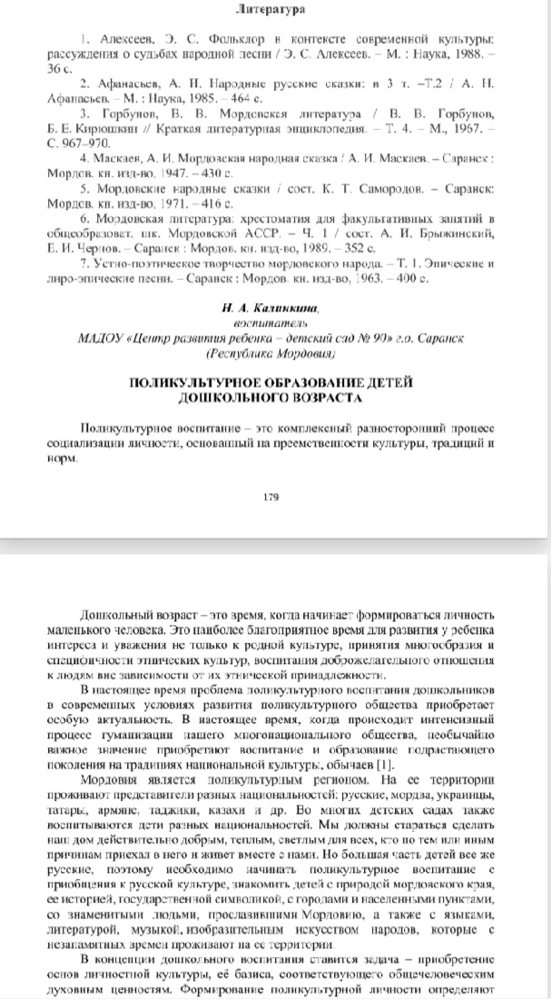 Литература
1. Алексеев, Э. С. Фольклор в контексте современной культуры:
рассуждения о судьбах народной песни / Э. С. Алексеев. – М. : Наука, 1988. –
36 с.
2. Афанасьев, А. Н. Народные русские сказки: в 3 т. –Т.2 / А. Н.
Афанасьев. – М. : Наука, 1985. – 464 с.
3. Горбунов, В. В. Мордовская литература / В. В. Горбунов,
Б. Е. Кирюшкин // Краткая литературная энциклопедия. – Т. 4. – М., 1967. –
С. 967–970.
4. Маскаев, А. И. Мордовская народная сказка / А. И. Маскаев. – Саранск :
Мордов. кн. изд-во, 1947. – 430 с.
5. Мордовские народные сказки / сост. К. Т. Самородов. – Саранск:
Мордов. кн. изд-во, 1971. – 416 с.
6. Мордовская литература: хрестоматия для факультативных занятий в
общеобразоват. шк. Мордовской АССР. – Ч. 1 / сост. А. И. Брыжинский,
Е. И. Чернов. – Саранск : Мордов. кн. изд-во, 1989. – 352 с.
7. Устно-поэтическое творчество мордовского народа. – Т. 1. Эпические и
лиро-эпические песни. – Саранск : Мордов. кн. изд-во, 1963. – 400 с.
Н. А. Калинкина,
воспитатель
МАДОУ «Центр развития ребенка – детский сад № 90» г.о. Саранск
(Республика Мордовия)
ПОЛИКУЛЬТУРНОЕ ОБРАЗОВАНИЕ ДЕТЕЙ
ДОШКОЛЬНОГО ВОЗРАСТА
Поликультурное воспитание – это комплексный разносторонний процесс
социализации личности, основанный на преемственности культуры, традиций и
норм.
179
Дошкольный возраст – это время, когда начинает формироваться личность
маленького человека. Это наиболее благоприятное время для развития у ребенка
интереса и уважения не только к родной культуре, принятия многообразия и
специфичности этнических культур, воспитания доброжелательного отношения
к людям вне зависимости от их этнической принадлежности.
В настоящее время проблема поликультурного воспитания дошкольников
в современных условиях развития поликультурного общества приобретает
особую актуальность. В настоящее время, когда происходит интенсивный
процесс гуманизации нашего многонационального общества, необычайно
важное значение приобретают воспитание и образование подрастающего
поколения на традициях национальной культуры, обычаев [1].
Мордовия является поликультурным регионом. На ее территории
проживают представители разных национальностей: русские, мордва, украинцы,
татары, армяне, таджики, казахи и др. Во многих детских садах также
воспитываются дети разных национальностей. Мы должны стараться сделать
наш дом действительно добрым, теплым, светлым для всех, кто по тем или иным
причинам приехал в него и живет вместе с нами. Но большая часть детей все же
русские, поэтому необходимо начинать поликультурное воспитание с
приобщения к русской культуре, знакомить детей с природой мордовского края,
ее историей, государственной символикой, с городами и населенными пунктами,
со знаменитыми людьми, прославившими Мордовию, а также с языками,
литературой, музыкой, изобразительным искусством народов, которые с
незапамятных времен проживают на ее территории.
В концепции дошкольного воспитания ставится задача – приобретение
основ личностной культуры, её базиса, соответствующего общечеловеческим
духовным ценностям. Формирование поликультурной личности определяют